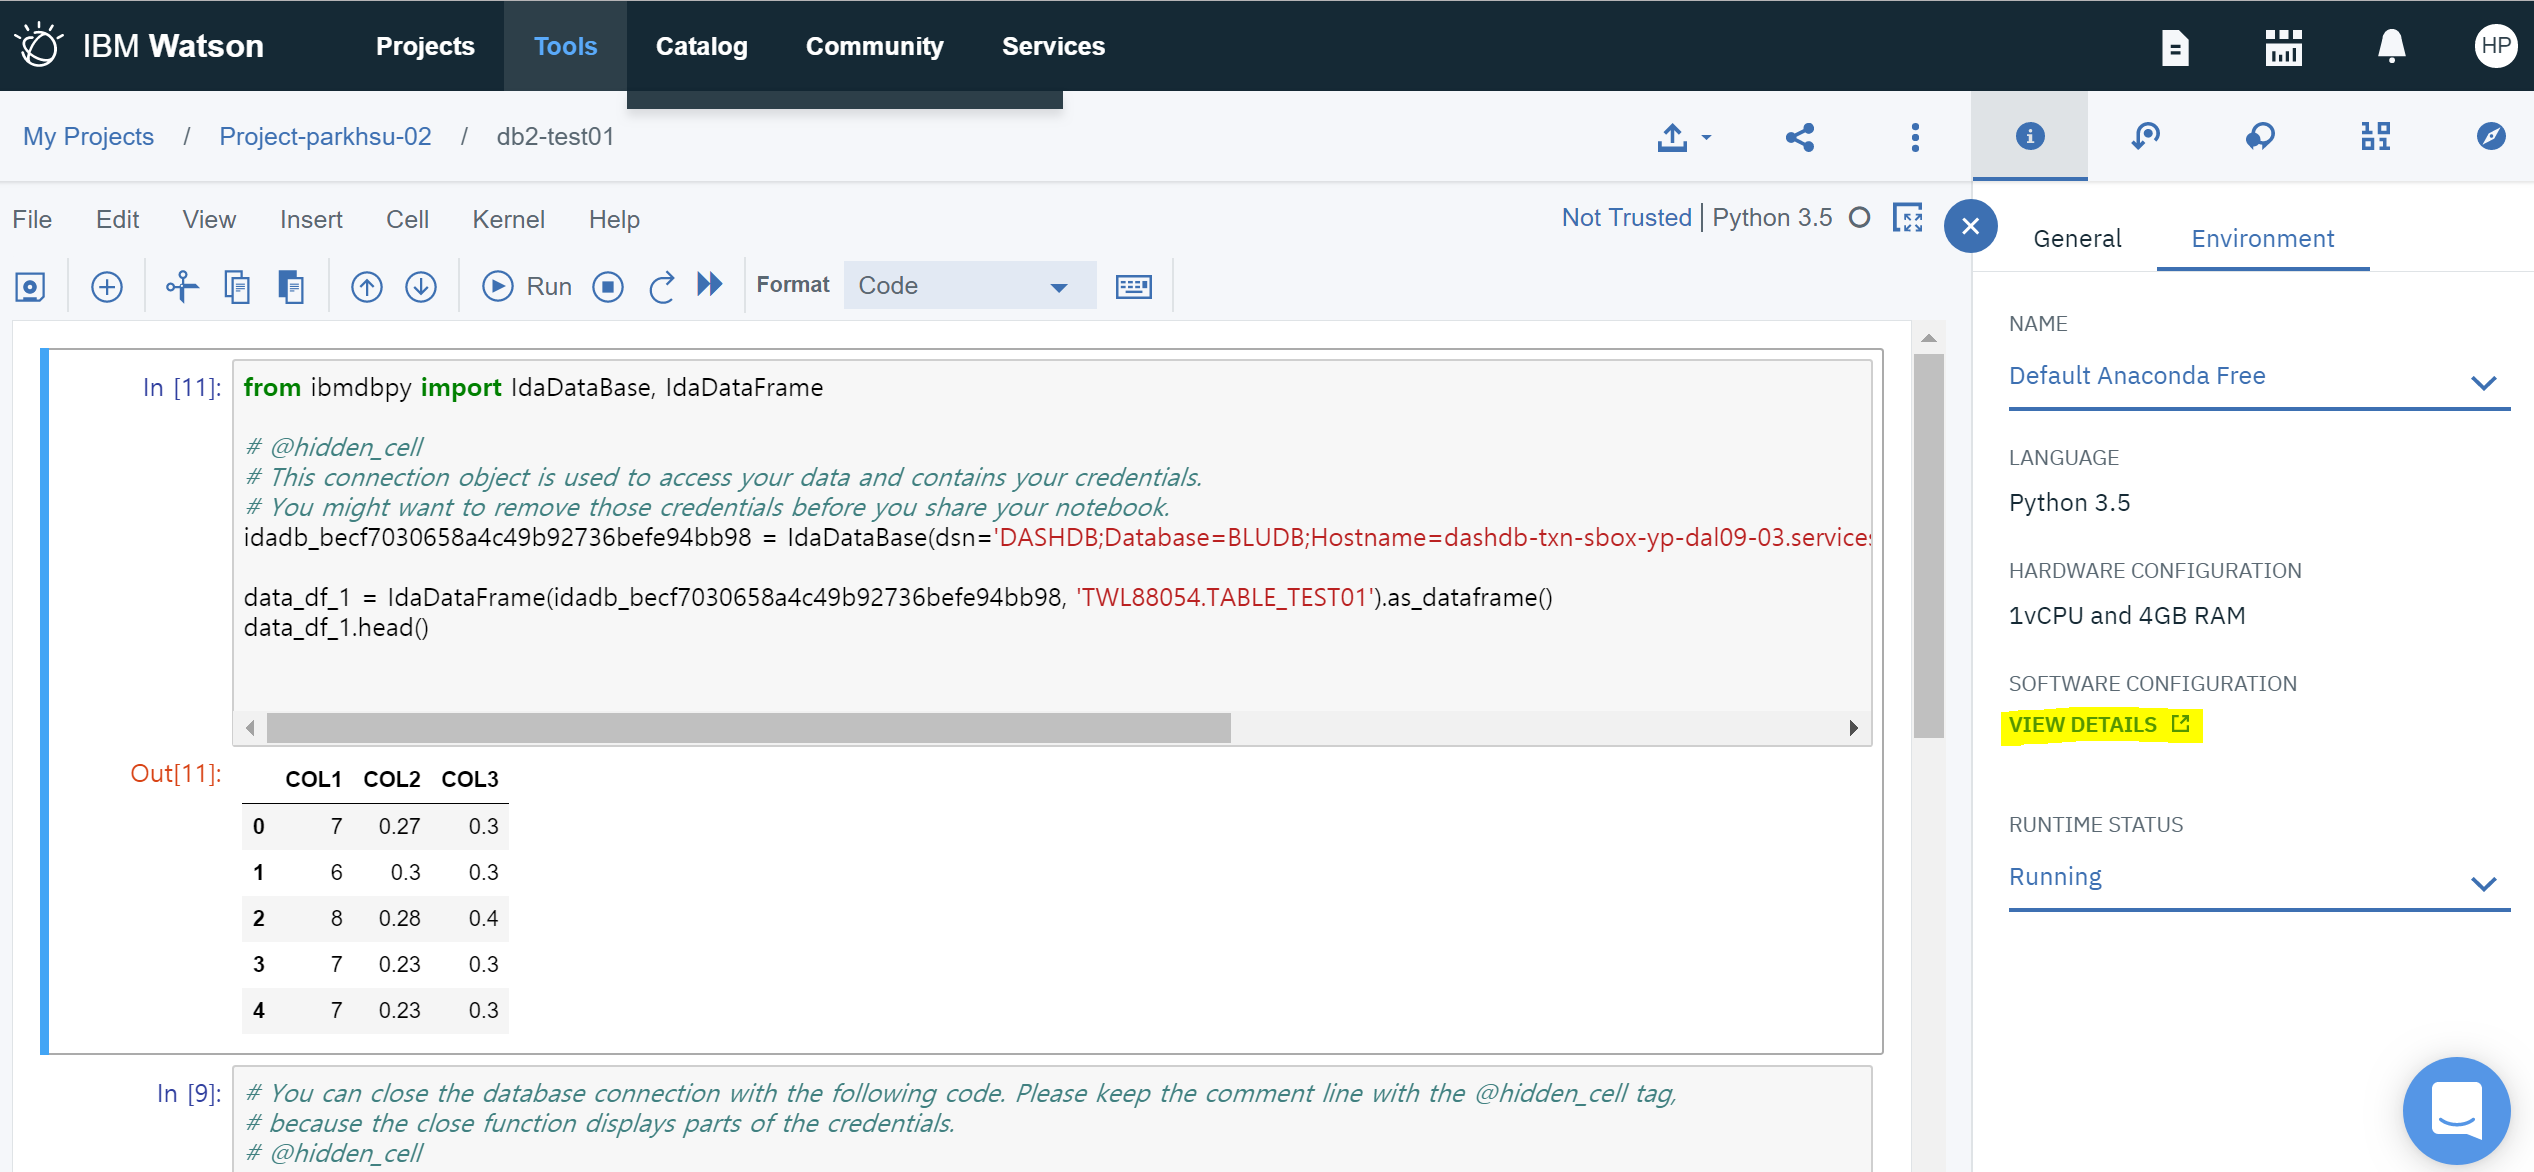 IBM Watson Projects Tools Catalog Community Services HP
My Projects / Project-parkhsu-02 / db2-test01
File Edit View Insert Cell Kernel Help Not Trusted | Python 3.5
Run Format Code
In [11]: from ibmdbpy import IdaDataBase, IdaDataFrame
# @hidden_cell
# This connection object is used to access your data and contains your credentials.
# You might want to remove those credentials before you share your notebook.
idadb_becf7030658a4c49b92736befe94bb98 = IdaDataBase(dsn='DASHDB;Database=BLUDB;Hostname=dashdb-txn-sbox-yp-dal09-03.services
data_df_1 = IdaDataFrame(idadb_becf7030658a4c49b92736befe94bb98, 'TWL88054.TABLE_TEST01').as_dataframe()
data_df_1.head()
Out[11]:
COL1 COL2 COL3
0 7 0.27 0.3
1 6 0.3 0.3
2 8 0.28 0.4
3 7 0.23 0.3
4 7 0.23 0.3
In [9]: # You can close the database connection with the following code. Please keep the comment line with the @hidden_cell tag,
# because the close function displays parts of the credentials.
# @hidden_cell
General Environment
NAME
Default Anaconda Free
LANGUAGE
Python 3.5
HARDWARE CONFIGURATION
1vCPU and 4GB RAM
SOFTWARE CONFIGURATION
VIEW DETAILS
RUNTIME STATUS
Running